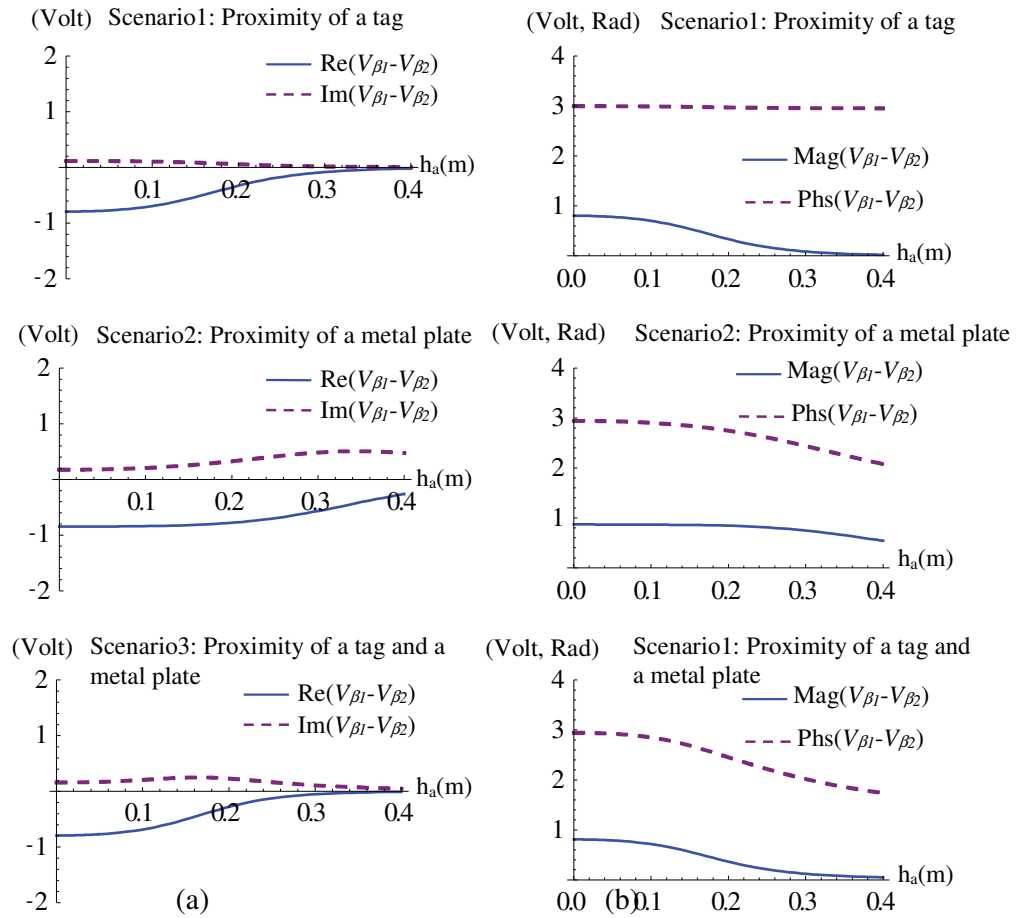 (Volt) Scenario1: Proximity of a tag
2
1
-1
-2
Re(Vβ1-Vβ2)
Im(Vβ1-Vβ2)
ha(m)
0.1 0.2 0.3 0.4
(Volt, Rad) Scenario1: Proximity of a tag
4
3
2
1
Mag(Vβ1-Vβ2)
Phs(Vβ1-Vβ2)
ha(m)
0.0 0.1 0.2 0.3 0.4
(Volt) Scenario2: Proximity of a metal plate
2
1
-1
-2
Re(Vβ1-Vβ2)
Im(Vβ1-Vβ2)
ha(m)
0.1 0.2 0.3 0.4
(Volt, Rad) Scenario2: Proximity of a metal plate
4
3
2
1
Mag(Vβ1-Vβ2)
Phs(Vβ1-Vβ2)
ha(m)
0.0 0.1 0.2 0.3 0.4
(Volt) Scenario3: Proximity of a tag and a
metal plate
2
1
-1
-2
Re(Vβ1-Vβ2)
Im(Vβ1-Vβ2)
ha(m)
0.1 0.2 0.3 0.4
(a)
(Volt, Rad) Scenario1: Proximity of a tag and
a metal plate
4
3
2
1
Mag(Vβ1-Vβ2)
Phs(Vβ1-Vβ2)
ha(m)
0.0 0.1 0.2 0.3 0.4
(b)